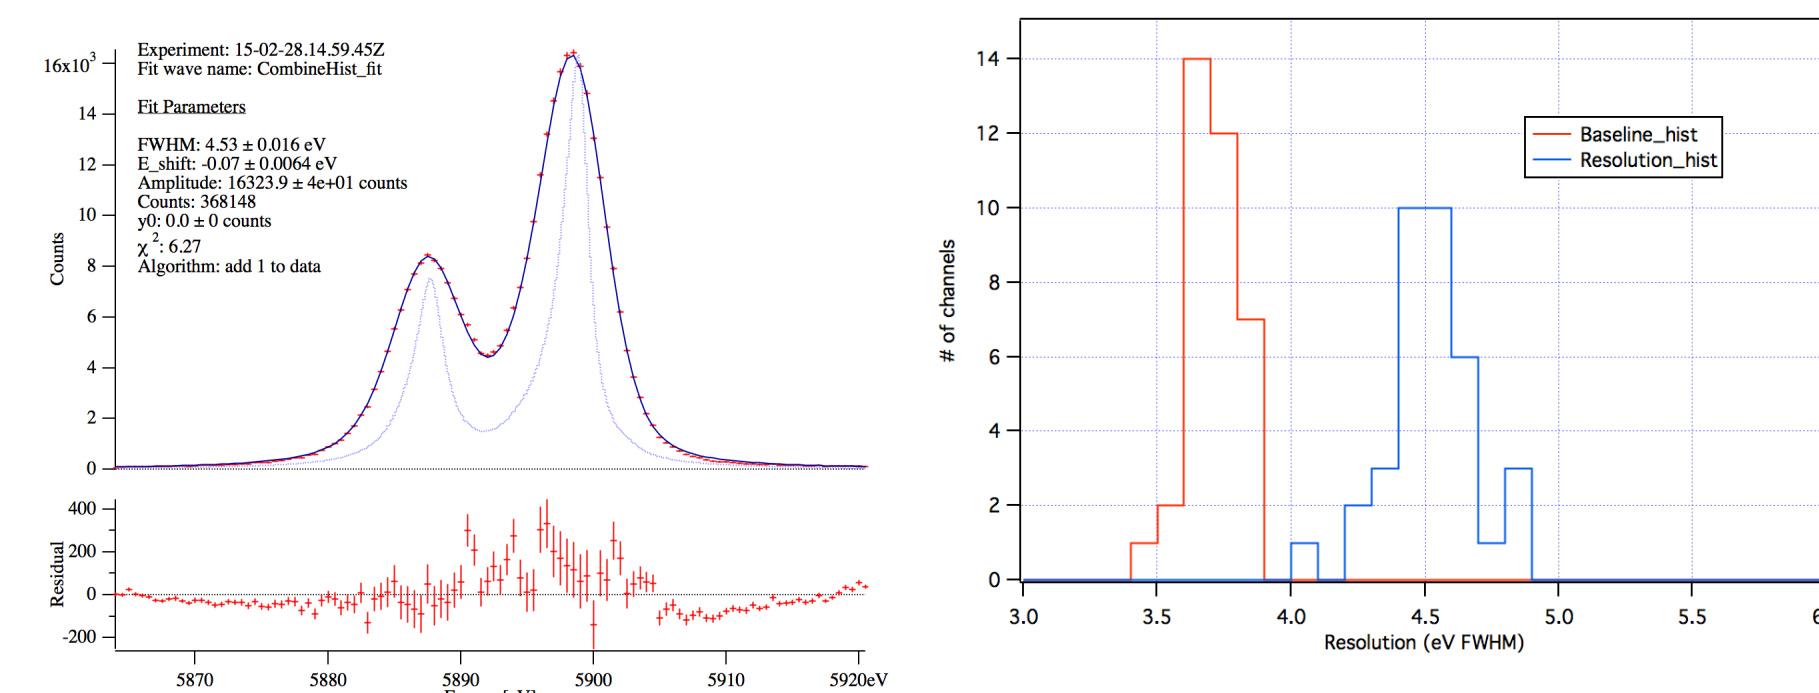 Experiment: 15-02-28.14.59.45Z
Fit wave name: CombineHist_fit
Fit Parameters
FWHM: 4.53 ± 0.016 eV
E_shift: -0.07 ± 0.0064 eV
Amplitude: 16323.9 ± 4e+01 counts
Counts: 368148
y0: 0.0 ± 0 counts
χ²: 6.27
Algorithm: add 1 to data
16x10³
14
12
10
8
6
4
2
0
Counts
400
200
0
-200
Residual
5870
5880
5890
5900
5910
5920eV
14
12
10
8
6
4
2
0
# of channels
Baseline_hist
Resolution_hist
3.0
3.5
4.0
4.5
5.0
5.5
Resolution (eV FWHM)